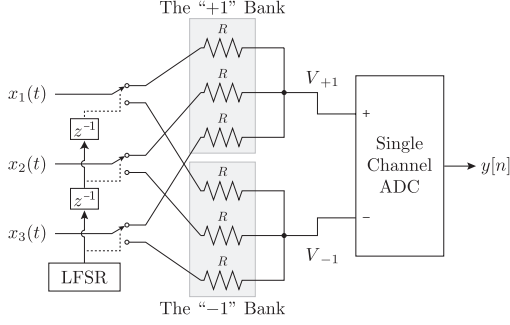 The “+1” Bank
R
x₁(t)
R
V₊₁
z⁻¹
R
+
Single
Channel
ADC
y[n]
x₂(t)
R
z⁻¹
R
−
x₃(t)
V₋₁
R
LFSR
The “−1” Bank